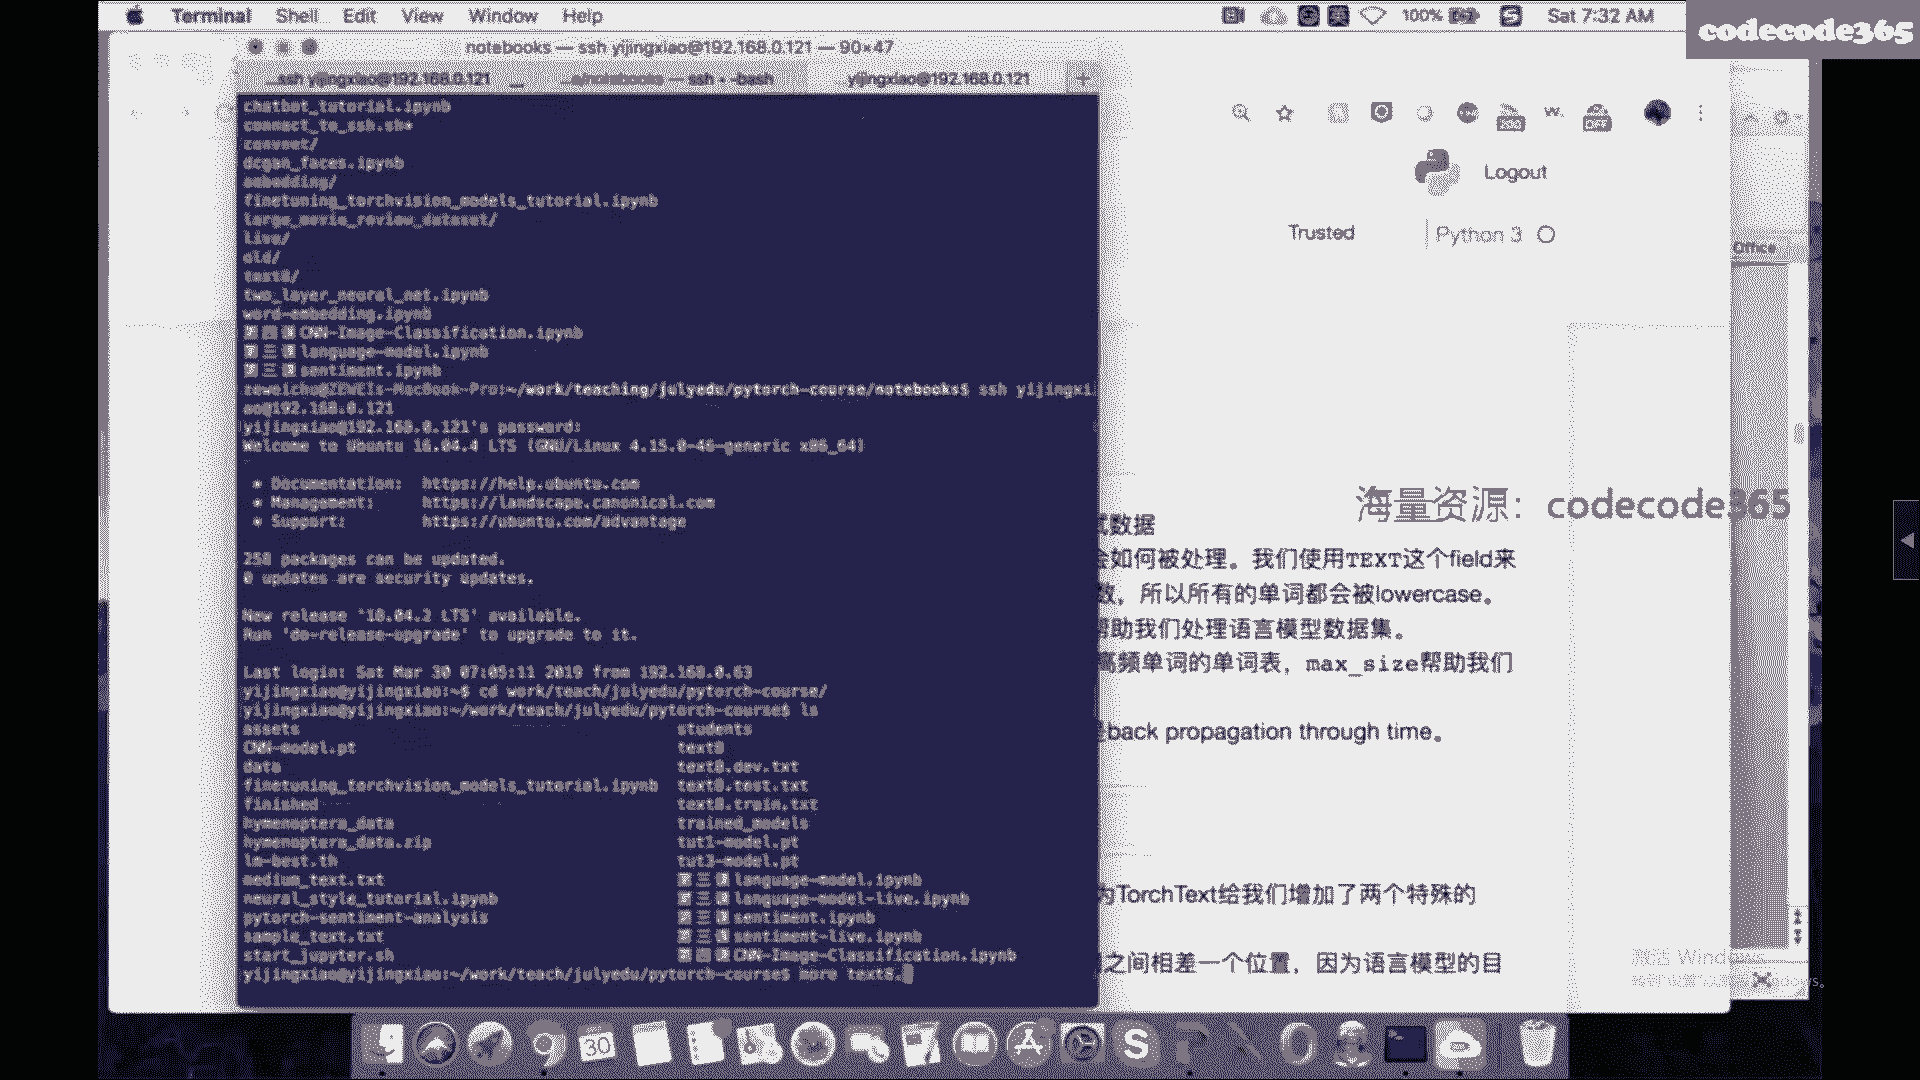 Terminal Shell Edit View Window Help
100%
Sat 7:32 AM
codecode365
notebooks — ssh yijingxiao@192.168.0.121 — 90×47
ssh yijingxiao@192.168.0.121
— ssh • -bash
yijingxiao@192.168.0.121
+
chatbot_tutorial.ipynb
connect_to_ssh.sh*
convnet/
dcgan_faces.ipynb
embedding/
finetuning_torchvision_models_tutorial.ipynb
large_movie_review_dataset/
live/
old/
text8/
two_layer_neural_net.ipynb
word-embedding.ipynb
CNN-Image-Classification.ipynb
三 language-model.ipynb
三 sentiment.ipynb
zeweichu@ZEWEIs-MacBook-Pro:~/work/teaching/julyedu/pytorch-course/notebooks$ ssh yijingxi
ao@192.168.0.121
yijingxiao@192.168.0.121's password:
Welcome to Ubuntu 16.04.4 LTS (GNU/Linux 4.15.0-46-generic x86_64)
* Documentation: https://help.ubuntu.com
* Management: https://landscape.canonical.com
* Support: https://ubuntu.com/advantage
258 packages can be updated.
0 updates are security updates.
New release '18.04.2 LTS' available.
Run 'do-release-upgrade' to upgrade to it.
Last login: Sat Mar 30 07:05:11 2019 from 192.168.0.63
yijingxiao@yijingxiao:~$ cd work/teach/julyedu/pytorch-course/
yijingxiao@yijingxiao:~/work/teach/julyedu/pytorch-course$ ls
assets students
CNN-model.pt text8
data text8.dev.txt
finetuning_torchvision_models_tutorial.ipynb text8.test.txt
finished text8.train.txt
hymenoptera_data trained_models
hymenoptera_data.zip tut1-model.pt
lm-best.th tut3-model.pt
medium_text.txt 三 language-model.ipynb
neural_style_tutorial.ipynb 三 language-model-live.ipynb
pytorch-sentiment-analysis 三 sentiment.ipynb
sample_text.txt 三 sentiment-live.ipynb
start_jupyter.sh CNN-Image-Classification.ipynb
yijingxiao@yijingxiao:~/work/teach/julyedu/pytorch-course$ more text8.
200
w.
OFF
Logout
Trusted
Python 3
Office
海量资源：codecode365
数据
如何被处理。我们使用TEXT这个field来
，所以所有的单词都会被lowercase。
助我们处理语言模型数据集。
高频单词的单词表，max_size帮助我们
back propagation through time。
为TorchText给我们增加了两个特殊的
之间相差一个位置，因为语言模型的目
激活 Windows
30